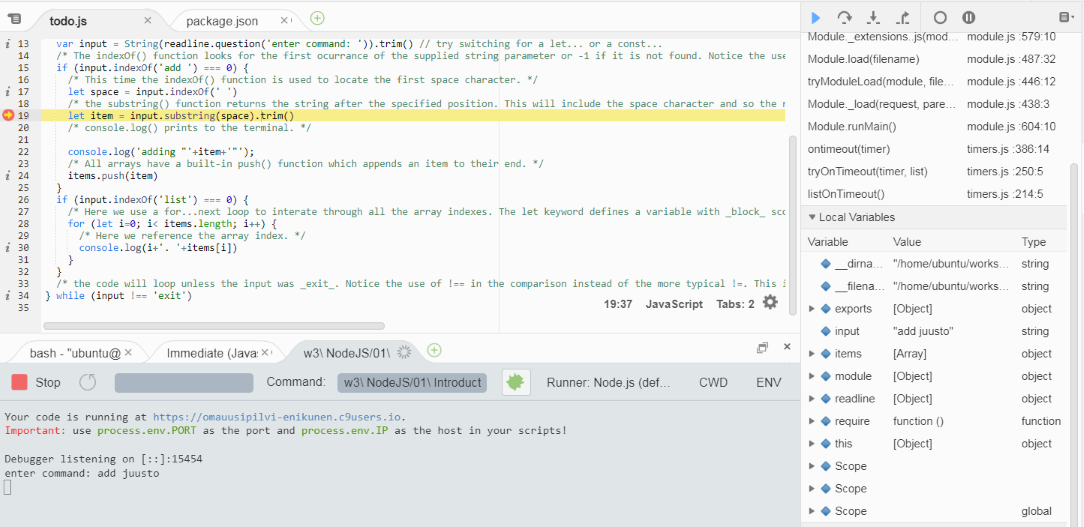 todo.js
package.json
13 var input = String(readline.question('enter command: ')).trim() // try switching for a let... or a const...
14 /* The indexOf() function looks for the first ocurrance of the supplied string parameter or -1 if it is not found. Notice the use
15 if (input.indexOf('add ') === 0) {
16 /* This time the indexOf() function is used to locate the first space character. */
17 let space = input.indexOf(' ')
18 /* the substring() function returns the string after the specified position. This will include the space character and so the r
19 let item = input.substring(space).trim()
20 /* console.log() prints to the terminal. */
21
22 console.log('adding "'+item+'"');
23 /* All arrays have a built-in push() function which appends an item to their end. */
24 items.push(item)
25 }
26 if (input.indexOf('list') === 0) {
27 /* Here we use a for...next loop to interate through all the array indexes. The let keyword defines a variable with _block_ sco
28 for (let i=0; i< items.length; i++) {
29 /* Here we reference the array index. */
30 console.log(i+'. '+items[i])
31 }
32 }
33 /* the code will loop unless the input was _exit_. Notice the use of !== in the comparison instead of the more typical !=. This i
34 } while (input !== 'exit')
35
19:37 JavaScript Tabs: 2
bash - "ubuntu@
Immediate (Javas
w3\ NodeJS/01\
Stop
Command: w3\ NodeJS/01\ Introduct
Runner: Node.js (def...
CWD
ENV
Your code is running at https://omauusipilvi-enikunen.c9users.io.
Important: use process.env.PORT as the port and process.env.IP as the host in your scripts!
Debugger listening on [::]:15454
enter command: add juusto
Module._extensions..js(mod... module.js :579:10
Module.load(filename) module.js :487:32
tryModuleLoad(module, file... module.js :446:12
Module._load(request, pare... module.js :438:3
Module.runMain() module.js :604:10
ontimeout(timer) timers.js :386:14
tryOnTimeout(timer, list) timers.js :250:5
listOnTimeout() timers.js :214:5
Local Variables
Variable Value Type
__dirna... "/home/ubuntu/works... string
__filena... "/home/ubuntu/works... string
exports [Object] object
input "add juusto" string
items [Array] object
module [Object] object
readline [Object] object
require function () function
this [Object] object
Scope
Scope
Scope global